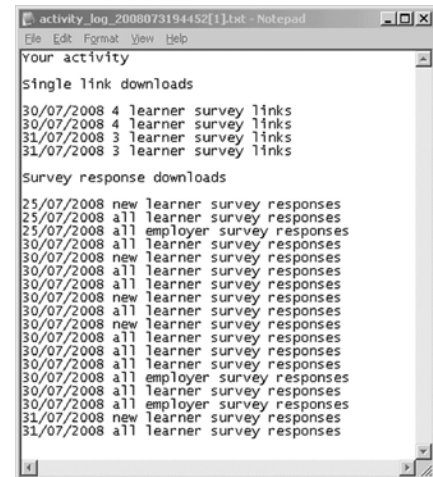 activity_log_2008073194452[1].txt - Notepad
File Edit Format View Help
Your activity
Single link downloads
30/07/2008 4 learner survey links
30/07/2008 4 learner survey links
31/07/2008 3 learner survey links
31/07/2008 3 learner survey links
Survey response downloads
25/07/2008 new learner survey responses
25/07/2008 all learner survey responses
25/07/2008 all employer survey responses
30/07/2008 all learner survey responses
30/07/2008 new learner survey responses
30/07/2008 all learner survey responses
30/07/2008 all learner survey responses
30/07/2008 new learner survey responses
30/07/2008 all learner survey responses
30/07/2008 new learner survey responses
30/07/2008 all learner survey responses
30/07/2008 all learner survey responses
30/07/2008 all learner survey responses
30/07/2008 all employer survey responses
30/07/2008 all learner survey responses
30/07/2008 all employer survey responses
31/07/2008 new learner survey responses
31/07/2008 all learner survey responses